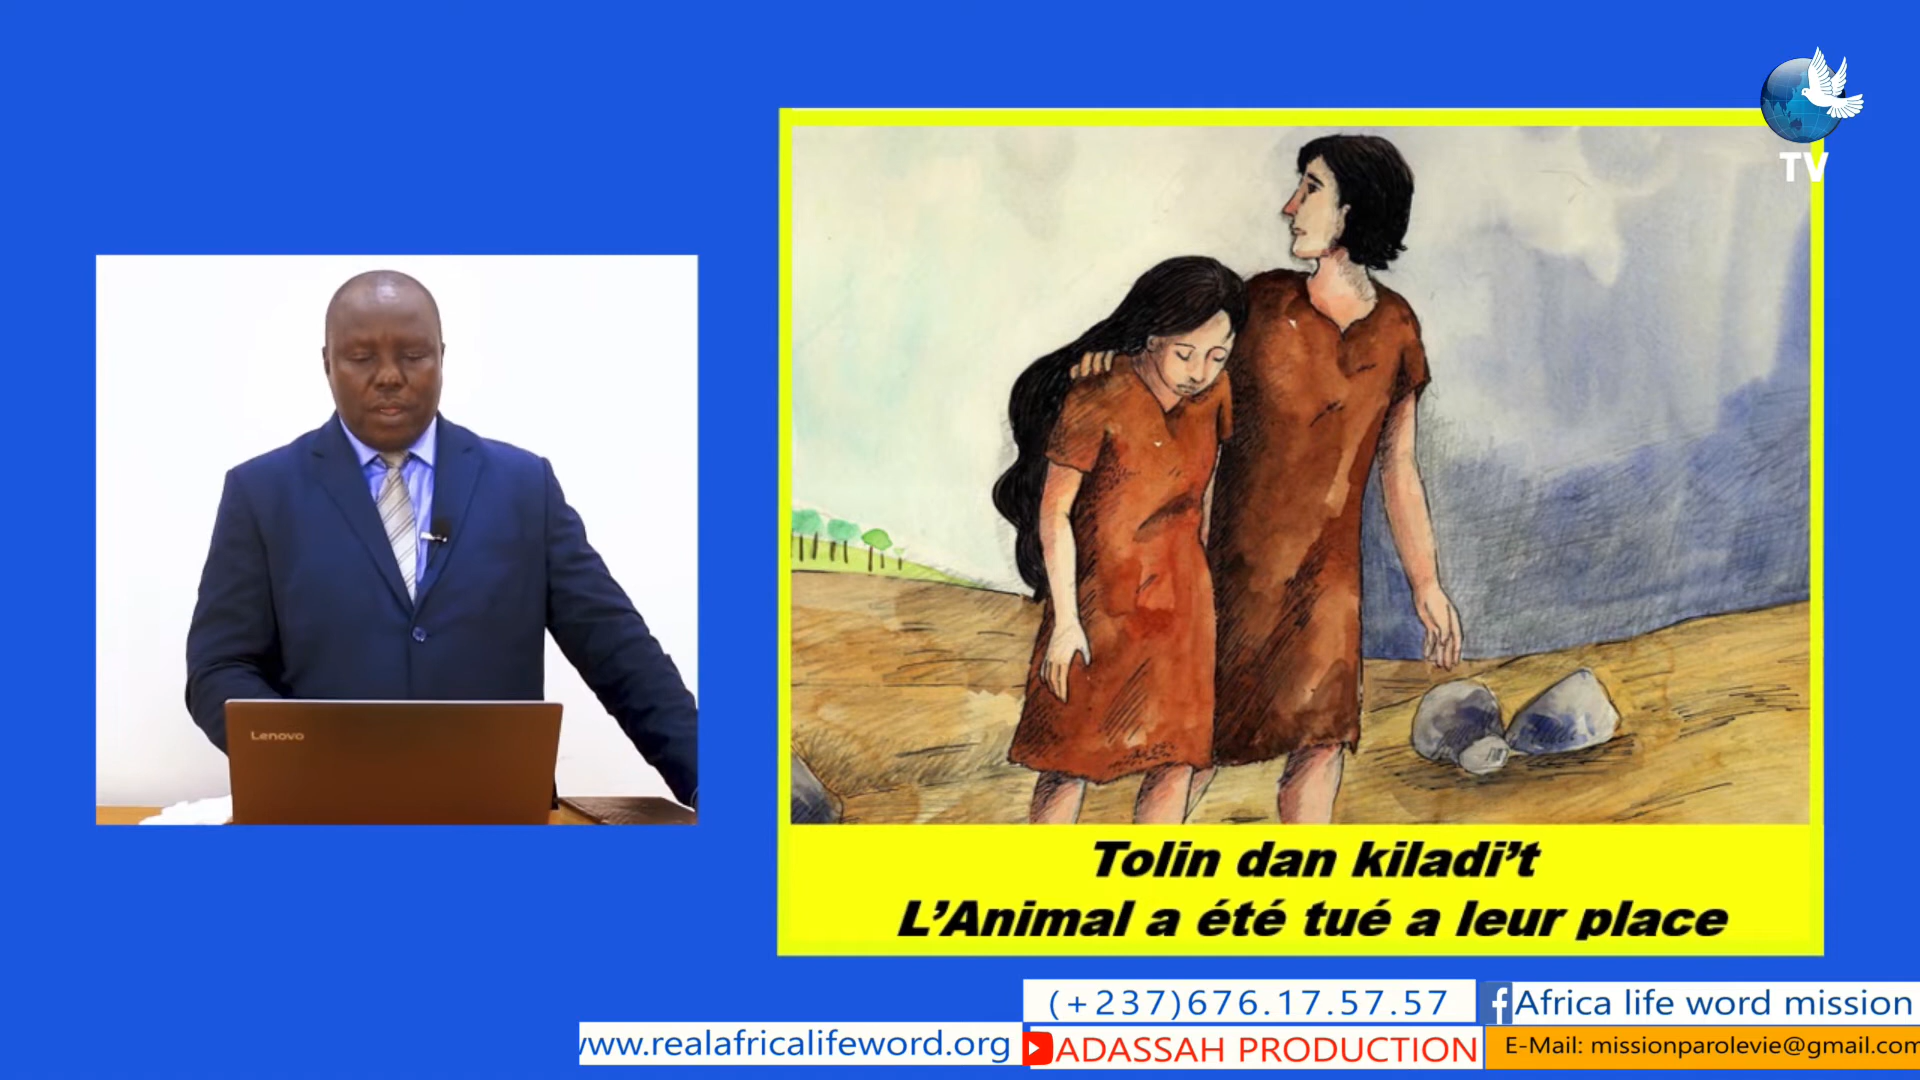 TV
Lenovo
Tolin dan kiladi't
L'Animal a été tué a leur place
(+237)676.17.57.57
Africa life word mission
www.realafricalifeword.org
ADASSAH PRODUCTION
E-Mail: missionparolevie@gmail.com